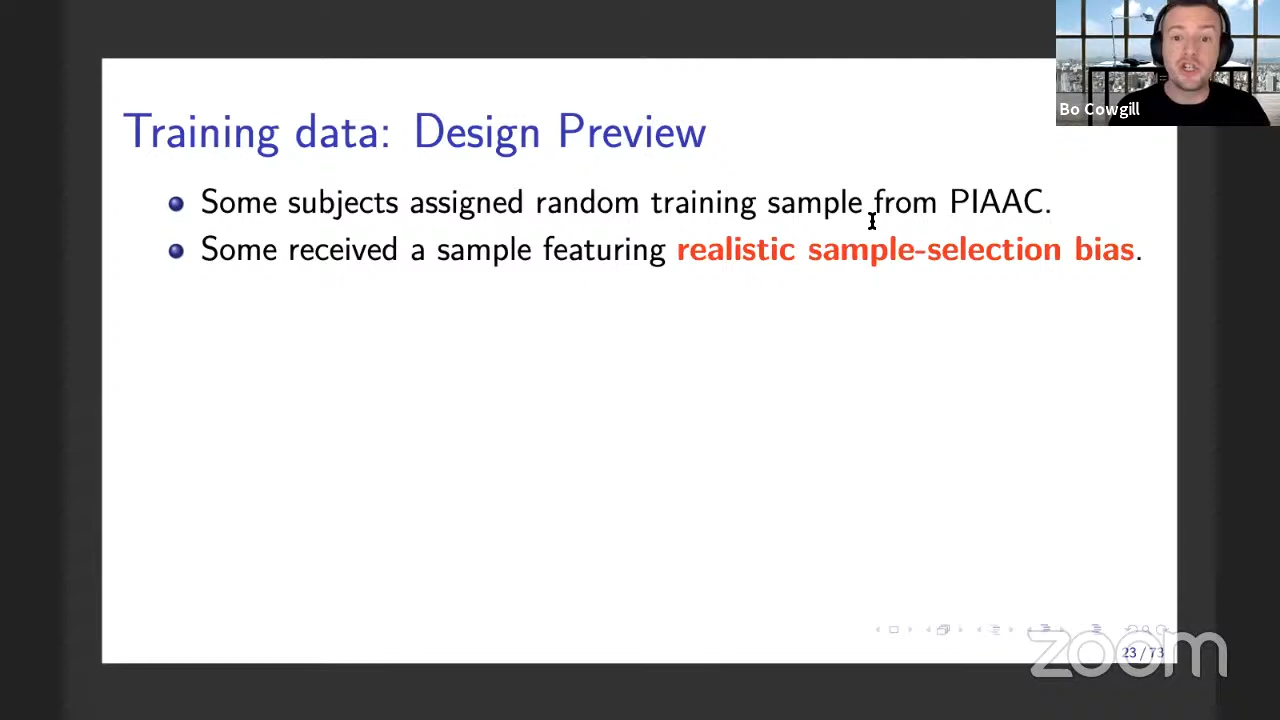 Bo Cowgill
Training data: Design Preview
Some subjects assigned random training sample from PIAAC.
Some received a sample featuring realistic sample-selection bias.
23 / 73
zoom